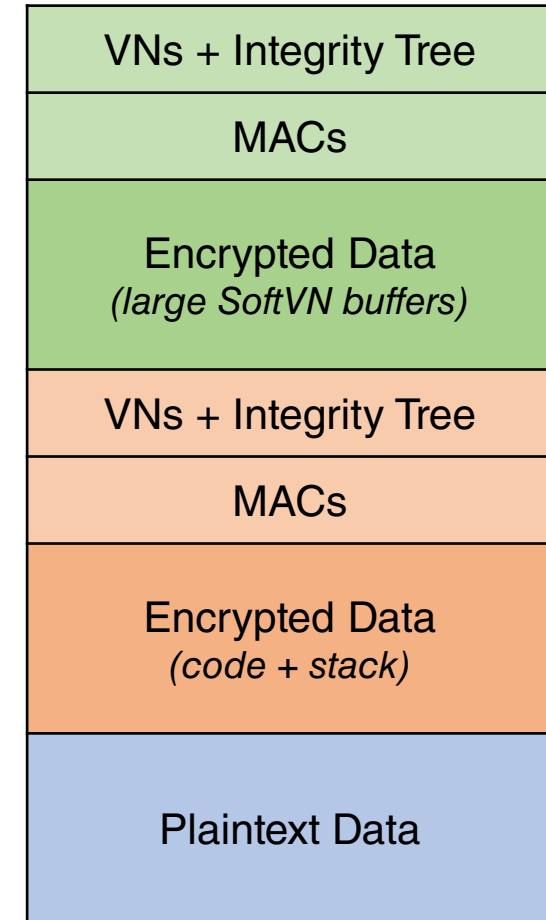 VNs + Integrity Tree
MACs
Encrypted Data
(large SoftVN buffers)
VNs + Integrity Tree
MACs
Encrypted Data
(code + stack)
Plaintext Data